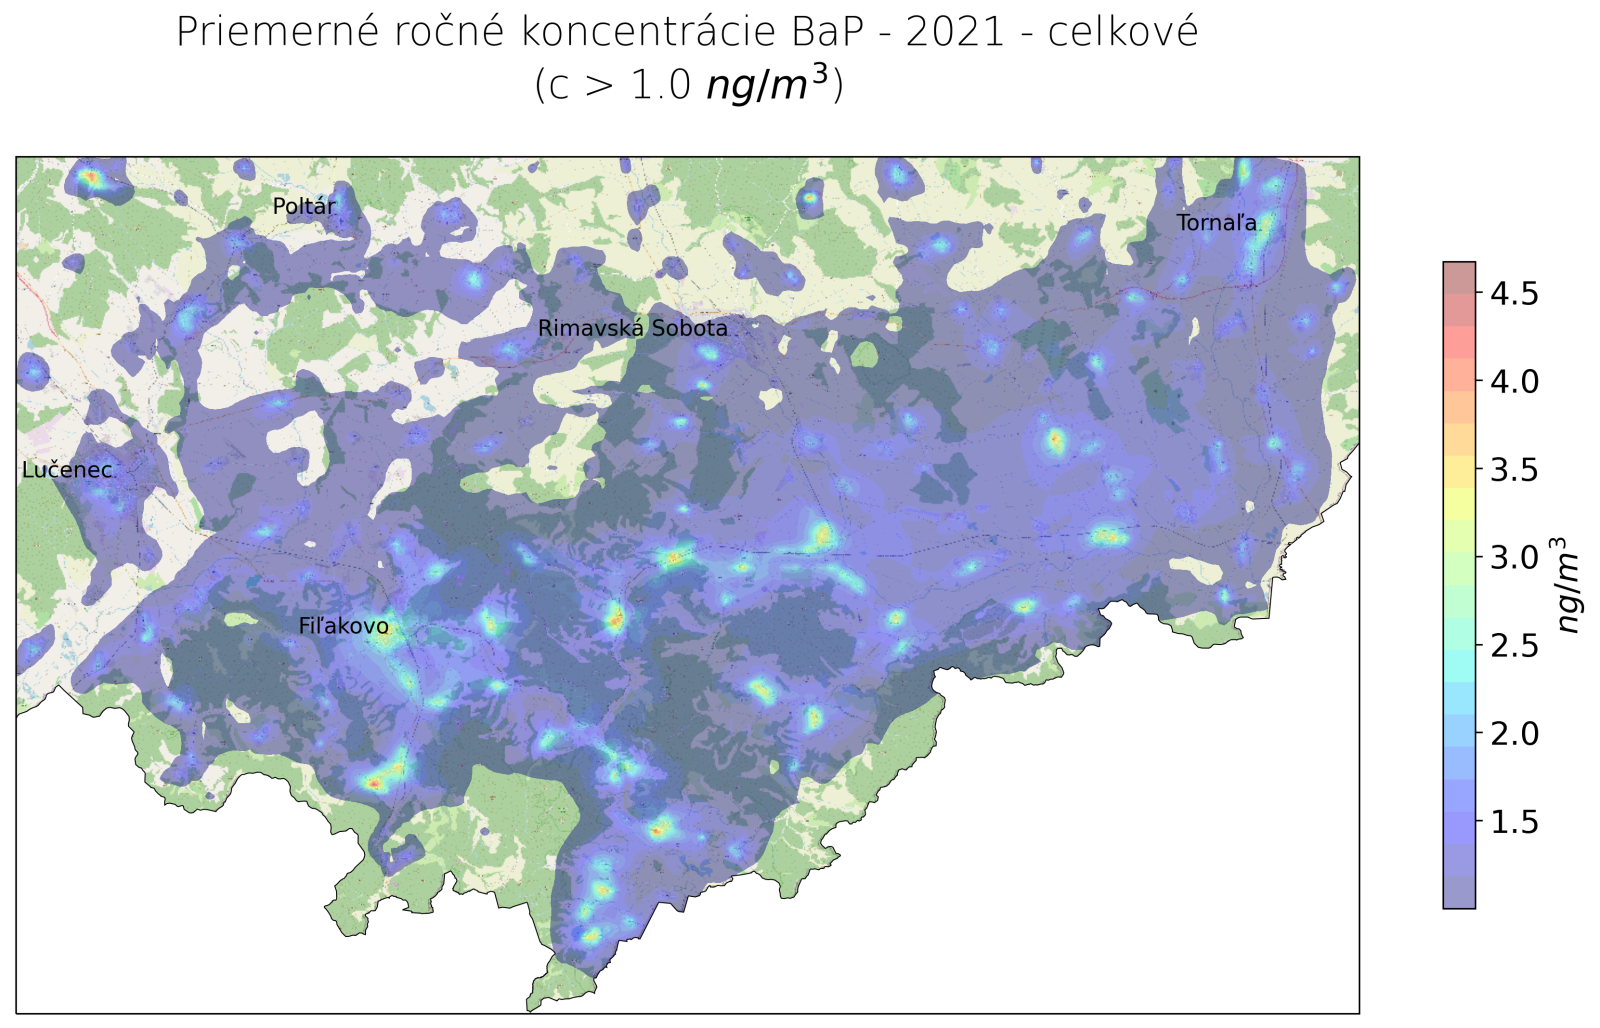 Priemerné ročné koncentrácie BaP - 2021 - celkové
(c > 1.0 ng/m³)
Poltár
Tornaľa
Rimavská Sobota
Lučenec
Fiľakovo
4.5
4.0
3.5
3.0
2.5
2.0
1.5
ng/m³